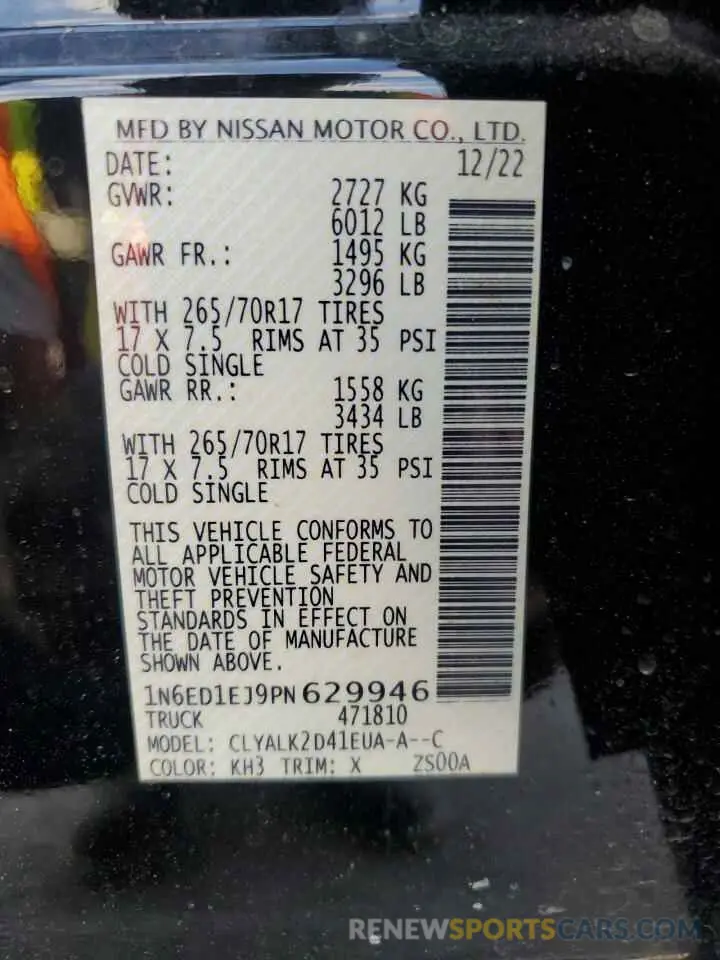 MFD BY NISSAN MOTOR CO., LTD.
DATE: 12/22
GVWR: 2727 KG
6012 LB
GAWR FR.: 1495 KG
3296 LB
WITH 265/70R17 TIRES
17 X 7.5 RIMS AT 35 PSI
COLD SINGLE
GAWR RR.: 1558 KG
3434 LB
WITH 265/70R17 TIRES
17 X 7.5 RIMS AT 35 PSI
COLD SINGLE
THIS VEHICLE CONFORMS TO
ALL APPLICABLE FEDERAL
MOTOR VEHICLE SAFETY AND
THEFT PREVENTION
STANDARDS IN EFFECT ON
THE DATE OF MANUFACTURE
SHOWN ABOVE.
1N6ED1EJ9PN629946
TRUCK 471810
MODEL: CLYALK2D41EUA-A--C
COLOR: KH3 TRIM: X ZS00A
RENEWSPORTSCARS.COM